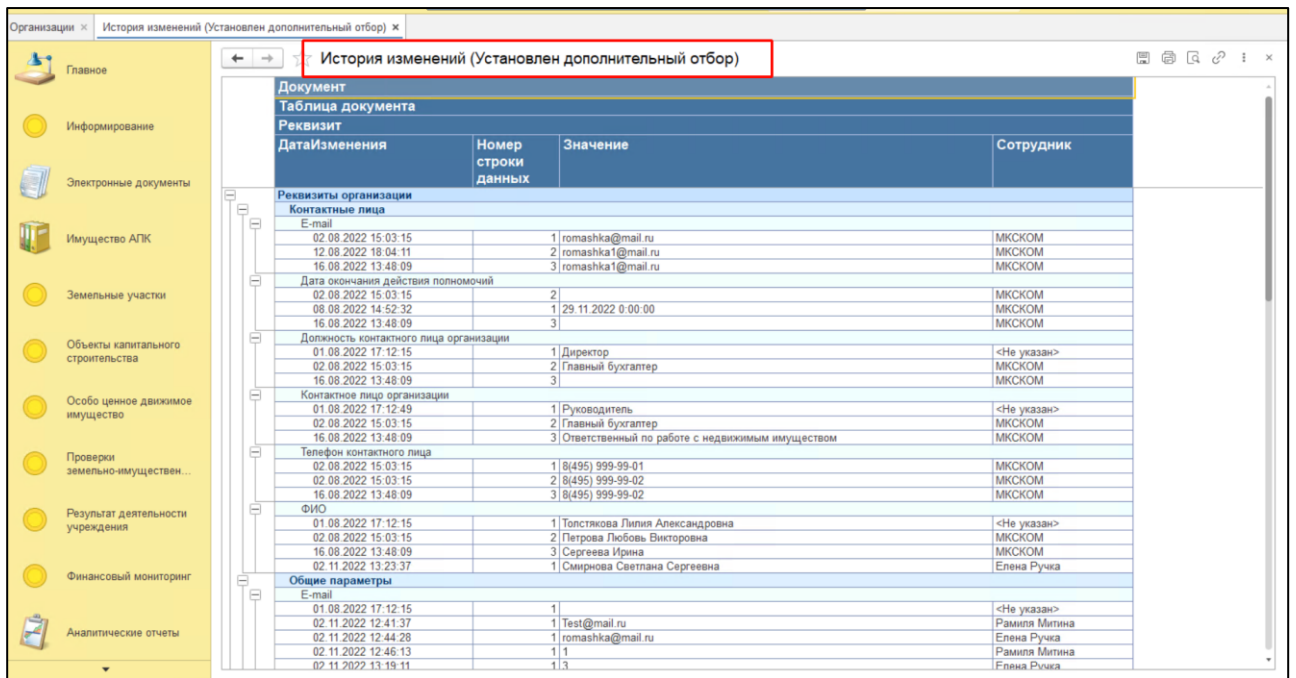 Организации × История изменений (Установлен дополнительный отбор) ×
История изменений (Установлен дополнительный отбор)
Главное
Информирование
Электронные документы
Имущество АПК
Земельные участки
Объекты капитального
строительства
Особо ценное движимое
имущество
Проверки
земельно-имуществен...
Результат деятельности
учреждения
Финансовый мониторинг
Аналитические отчеты
Документ
Таблица документа
Реквизит
ДатаИзменения Номер строки данных Значение Сотрудник
Реквизиты организации
Контактные лица
E-mail
02.08.2022 15:03:15 1 romashka@mail.ru МКСКОМ
12.08.2022 18:04:11 2 romashka1@mail.ru МКСКОМ
16.08.2022 13:48:09 3 romashka1@mail.ru МКСКОМ
Дата окончания действия полномочий
02.08.2022 15:03:15 2 МКСКОМ
08.08.2022 14:52:32 1 29.11.2022 0:00:00 МКСКОМ
16.08.2022 13:48:09 3 МКСКОМ
Должность контактного лица организации
01.08.2022 17:12:15 1 Директор <Не указан>
02.08.2022 15:03:15 2 Главный бухгалтер МКСКОМ
16.08.2022 13:48:09 3 МКСКОМ
Контактное лицо организации
01.08.2022 17:12:49 1 Руководитель <Не указан>
02.08.2022 15:03:15 2 Главный бухгалтер МКСКОМ
16.08.2022 13:48:09 3 Ответственный по работе с недвижимым имуществом МКСКОМ
Телефон контактного лица
02.08.2022 15:03:15 1 8(495) 999-99-01 МКСКОМ
02.08.2022 15:03:15 2 8(495) 999-99-02 МКСКОМ
16.08.2022 13:48:09 3 8(495) 999-99-02 МКСКОМ
ФИО
01.08.2022 17:12:15 1 Толстякова Лилия Александровна <Не указан>
02.08.2022 15:03:15 2 Петрова Любовь Викторовна МКСКОМ
16.08.2022 13:48:09 3 Сергеева Ирина МКСКОМ
02.11.2022 13:23:37 1 Смирнова Светлана Сергеевна Елена Ручка
Общие параметры
E-mail
01.08.2022 17:12:15 1 <Не указан>
02.11.2022 12:41:37 1 Test@mail.ru Рамиля Митина
02.11.2022 12:44:28 1 romashka@mail.ru Елена Ручка
02.11.2022 12:46:13 1 1 Рамиля Митина
02.11.2022 13:19:11 1 3 Елена Ручка